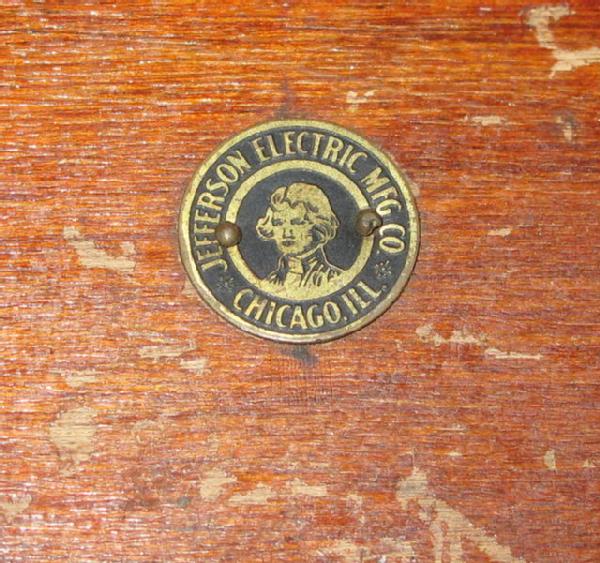 JEFFERSON ELECTRIC MFG. CO.
CHICAGO, ILL.